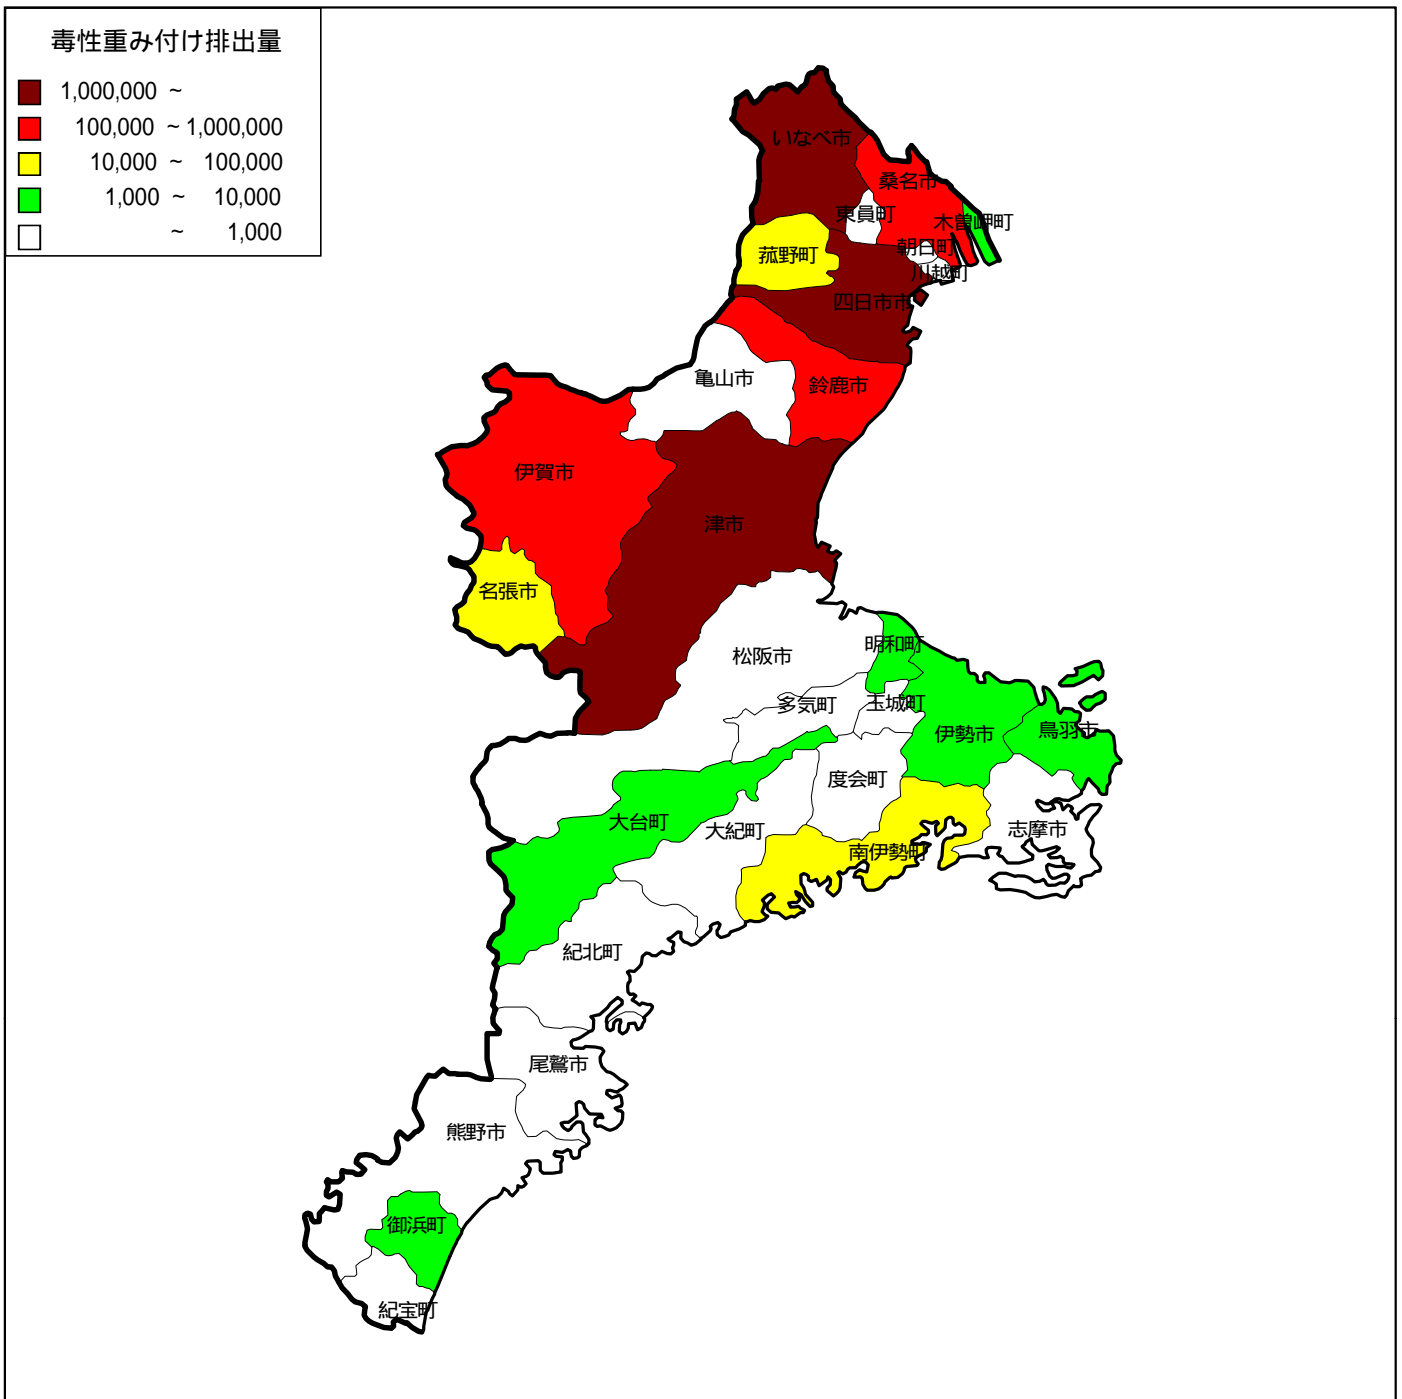 毒性重み付け排出量
1,000,000 ~
100,000 ~ 1,000,000
10,000 ~ 100,000
1,000 ~ 10,000
~ 1,000
いなべ市
桑名市
東員町
木曽岬町
朝日町
菰野町
川越町
四日市市
亀山市
鈴鹿市
伊賀市
津市
名張市
松阪市
明和町
多気町
玉城町
伊勢市
鳥羽市
度会町
大台町
大紀町
志摩市
南伊勢町
紀北町
尾鷲市
熊野市
御浜町
紀宝町